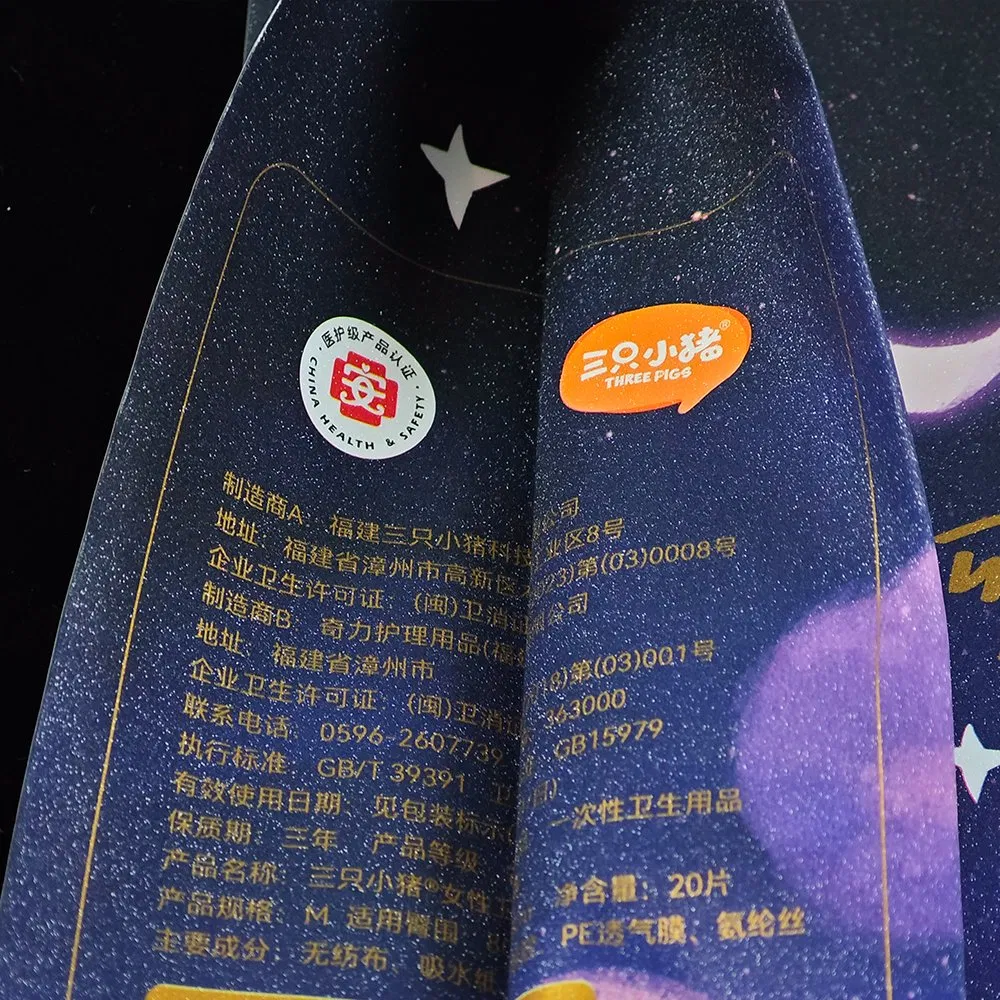 ·医护级产品认证·
安
CHINA HEALTH & SAFETY
三只小猪®
THREE PIGS
制造商A 福建三只小猪科技 公司
地址: 福建省漳州市高新区 业区8号
企业卫生许可证: (闽)卫消 23)第(03)0008号
制造商B: 奇力护理用品(福 公司
地址: 福建省漳州市
企业卫生许可证 (闽)卫消 8)第(03)001号
联系电话 0596-2607739 363000
执行标准: GB/T 39391 卫 GB15979
有效使用日期: 见包装标示
保质期: 三年 产品等级 一次性卫生用品
产品名称: 三只小猪®女性
产品规格: M 适用臀围 净含量: 20片
主要成分: 无纺布、吸水纸 PE透气膜、氨纶丝